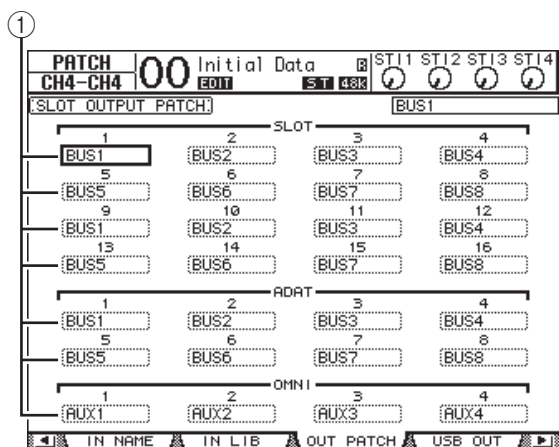 ①
PATCH 00 Initial Data R ST11 ST12 ST13 ST14
CH4-CH4 EDIT ST 48k
SLOT OUTPUT PATCH BUS1
SLOT
1 2 3 4
BUS1 BUS2 BUS3 BUS4
5 6 7 8
BUS5 BUS6 BUS7 BUS8
9 10 11 12
BUS1 BUS2 BUS3 BUS4
13 14 15 16
BUS5 BUS6 BUS7 BUS8
ADAT
1 2 3 4
BUS1 BUS2 BUS3 BUS4
5 6 7 8
BUS5 BUS6 BUS7 BUS8
OMNI
1 2 3 4
AUX1 AUX2 AUX3 AUX4
IN NAME IN LIB OUT PATCH USB OUT